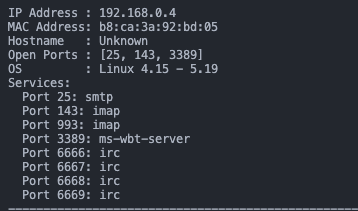 IP Address : 192.168.0.4
MAC Address: b8:ca:3a:92:bd:05
Hostname   : Unknown
Open Ports : [25, 143, 3389]
OS         : Linux 4.15 - 5.19
Services:
  Port 25: smtp
  Port 143: imap
  Port 993: imap
  Port 3389: ms-wbt-server
  Port 6666: irc
  Port 6667: irc
  Port 6668: irc
  Port 6669: irc